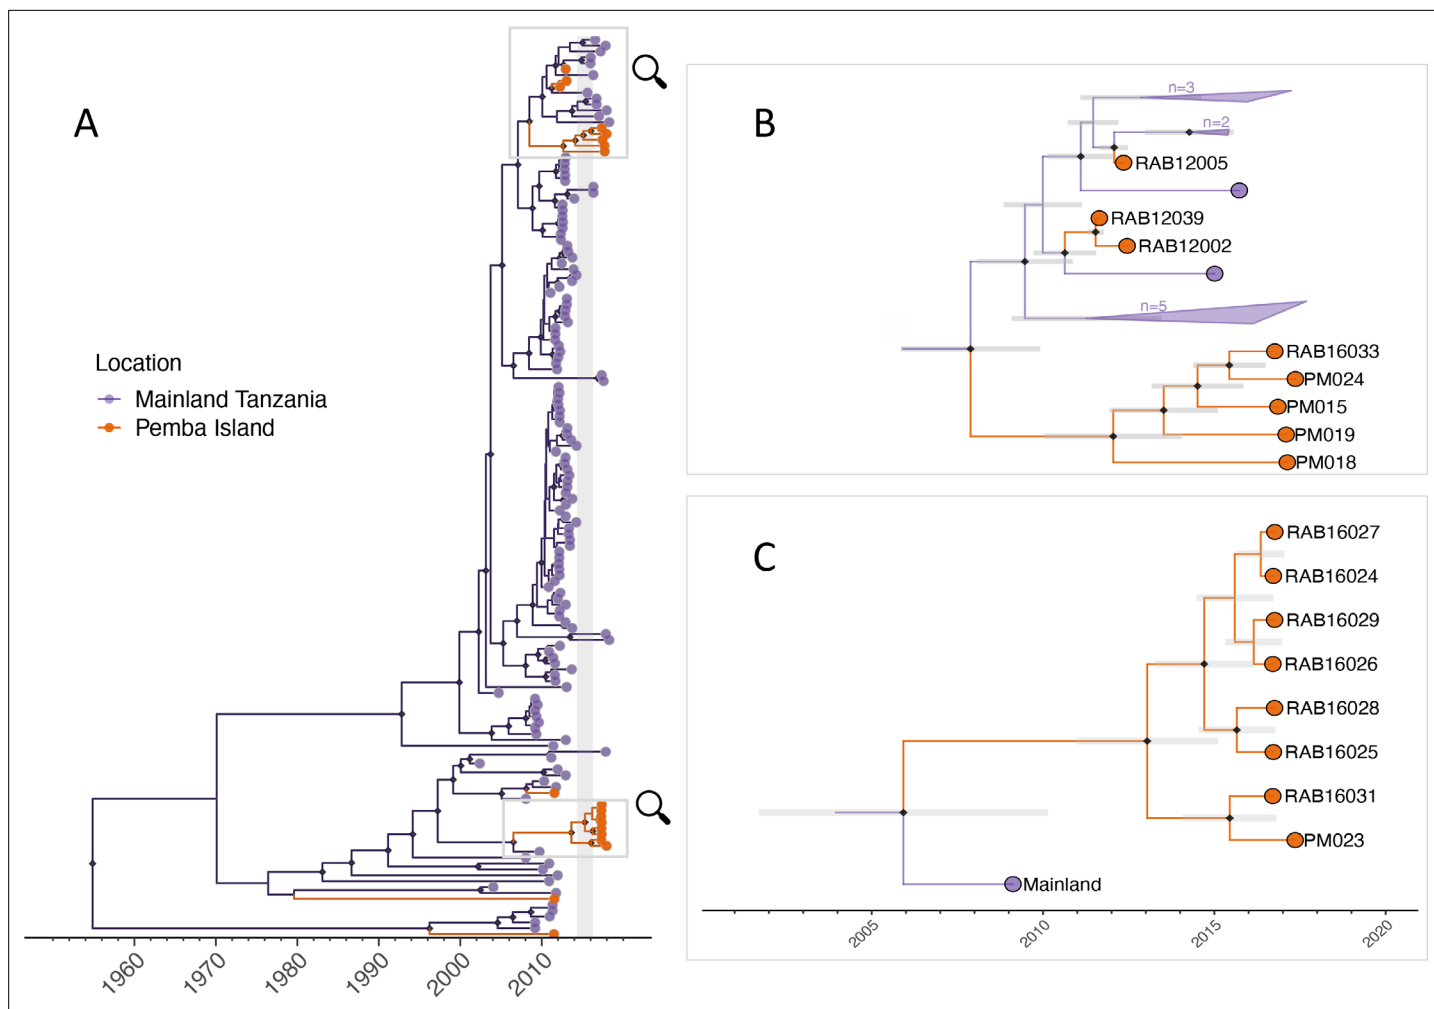 A
Location
Mainland Tanzania
Pemba Island
1960
1970
1980
1990
2000
2010
B
n=3
n=2
RAB12005
RAB12039
RAB12002
n=5
RAB16033
PM024
PM015
PM019
PM018
C
RAB16027
RAB16024
RAB16029
RAB16026
RAB16028
RAB16025
RAB16031
PM023
Mainland
2005
2010
2015
2020